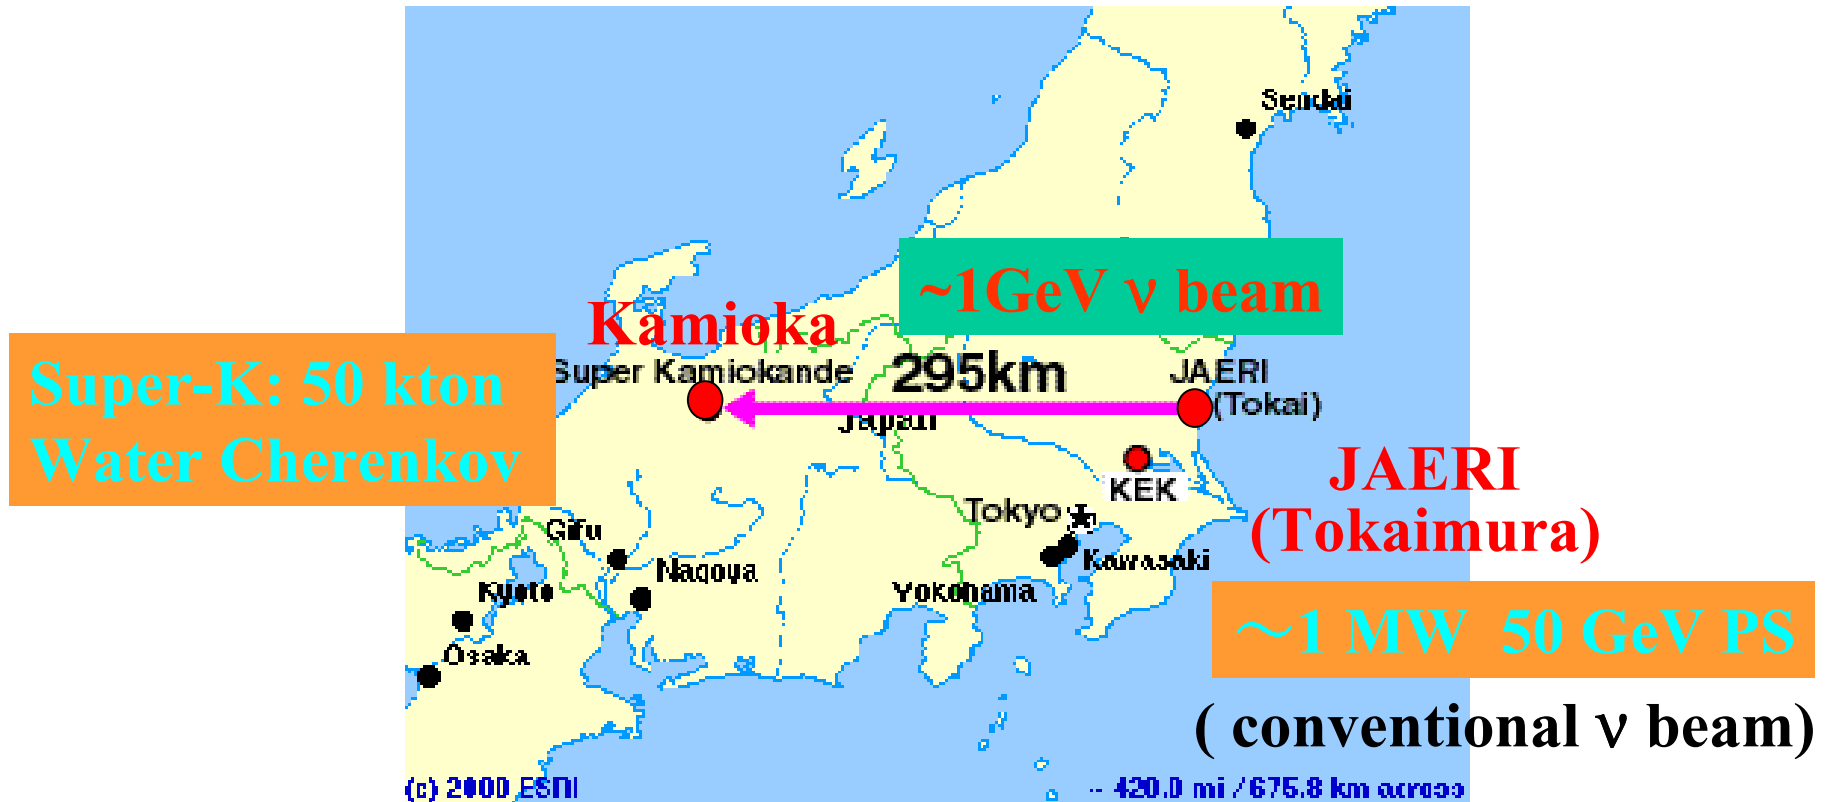 Sendai
~1GeV ν beam
Kamioka
Super Kamiokande
295km
JAERI
(Tokai)
Super-K: 50 kton
Water Cherenkov
Japan
JAERI
(Tokaimura)
KEK
Tokyo
Gifu
Nagoya
Kawasaki
Yokohama
Kyoto
Osaka
~1 MW 50 GeV PS
( conventional ν beam)
(c) 2000 ESRI
~ 420.0 mi / 675.8 km across